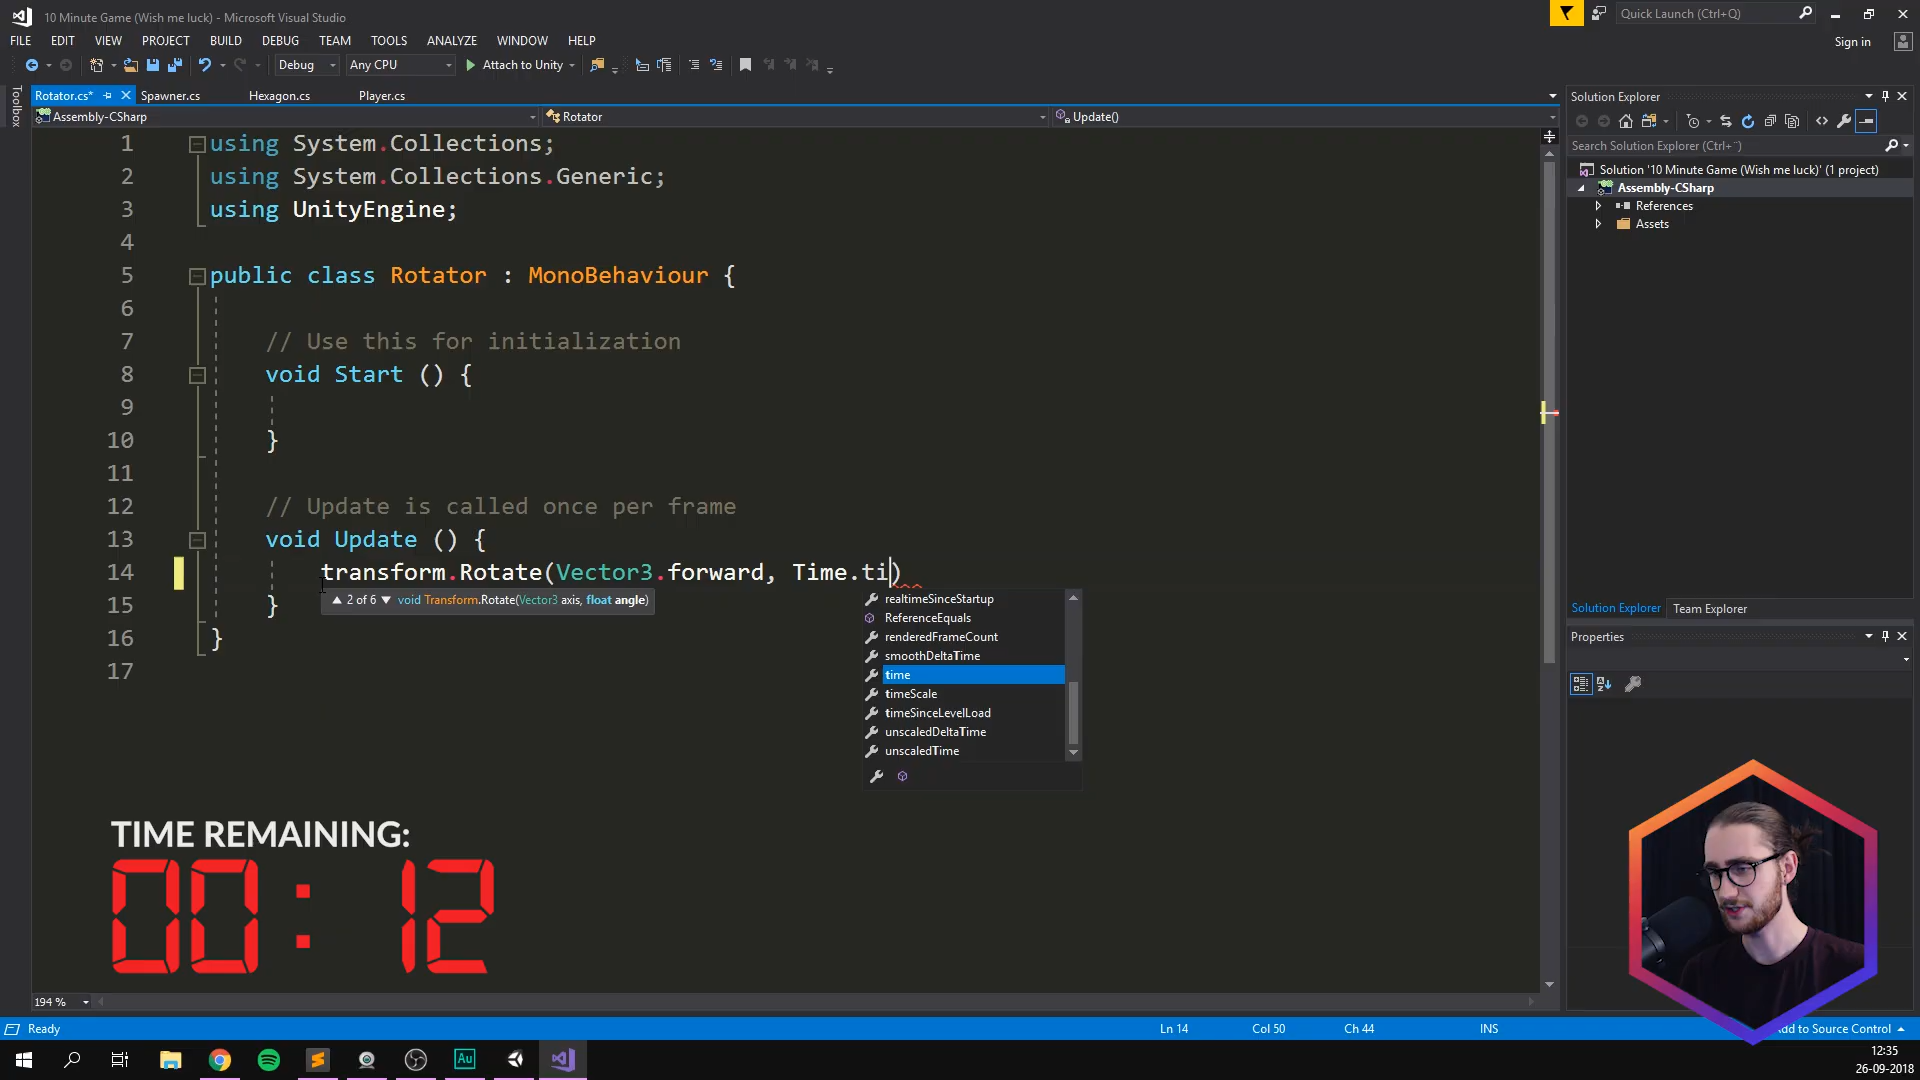 10 Minute Game (Wish me luck) - Microsoft Visual Studio
Quick Launch (Ctrl+Q)
FILE EDIT VIEW PROJECT BUILD DEBUG TEAM TOOLS ANALYZE WINDOW HELP
Sign in
Debug Any CPU Attach to Unity
Toolbox
Rotator.cs* Spawner.cs Hexagon.cs Player.cs
Assembly-CSharp Rotator Update()
1 using System.Collections;
2 using System.Collections.Generic;
3 using UnityEngine;
4
5 public class Rotator : MonoBehaviour {
6
7 // Use this for initialization
8 void Start () {
9
10 }
11
12 // Update is called once per frame
13 void Update () {
14 transform.Rotate(Vector3.forward, Time.ti)
15 }
16 }
17
2 of 6 void Transform.Rotate(Vector3 axis, float angle)
realtimeSinceStartup
ReferenceEquals
renderedFrameCount
smoothDeltaTime
time
timeScale
timeSinceLevelLoad
unscaledDeltaTime
unscaledTime
Solution Explorer
Search Solution Explorer (Ctrl+¨)
Solution '10 Minute Game (Wish me luck)' (1 project)
Assembly-CSharp
References
Assets
Solution Explorer Team Explorer
Properties
TIME REMAINING:
00:12
194 %
Ready Ln 14 Col 50 Ch 44 INS dd to Source Control
Au
12:35
26-09-2018